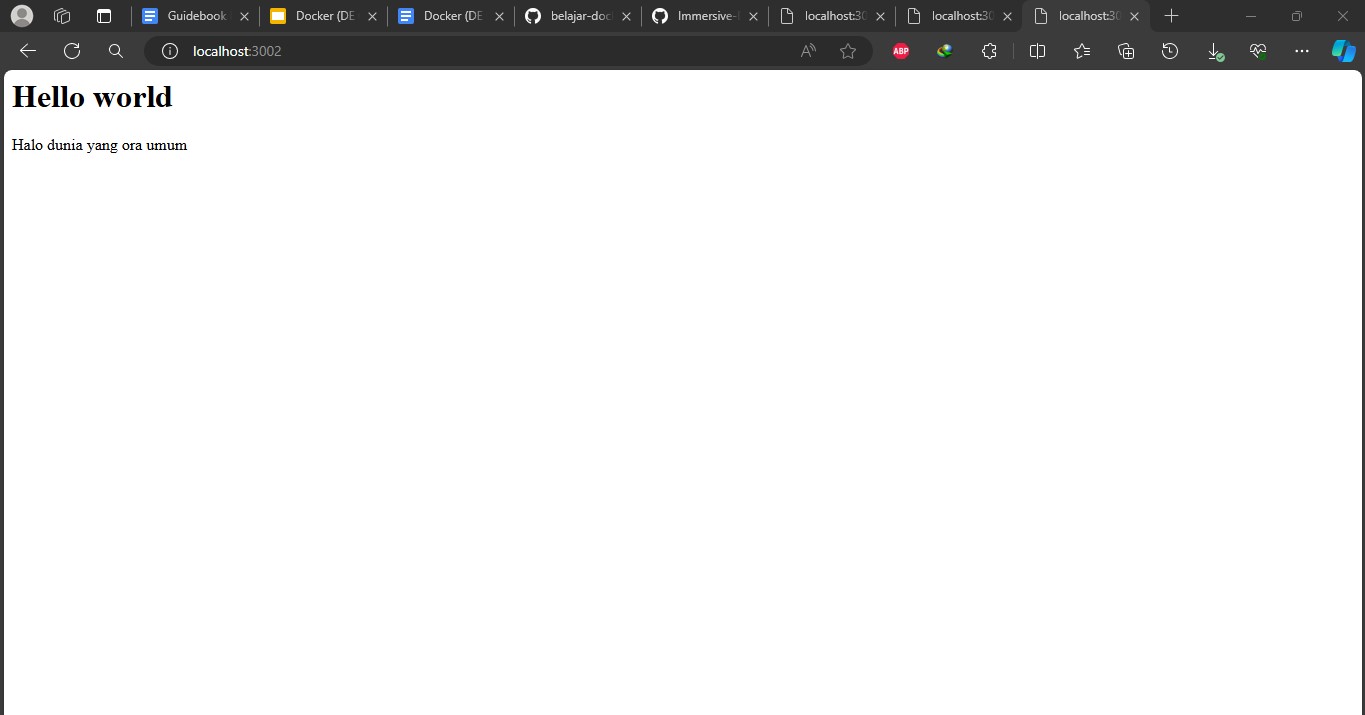 Guidebook
Docker (DE
Docker (DE
belajar-doc
Immersive-
localhost:30
localhost:30
localhost:30
localhost:3002
ABP
Hello world
Halo dunia yang ora umum